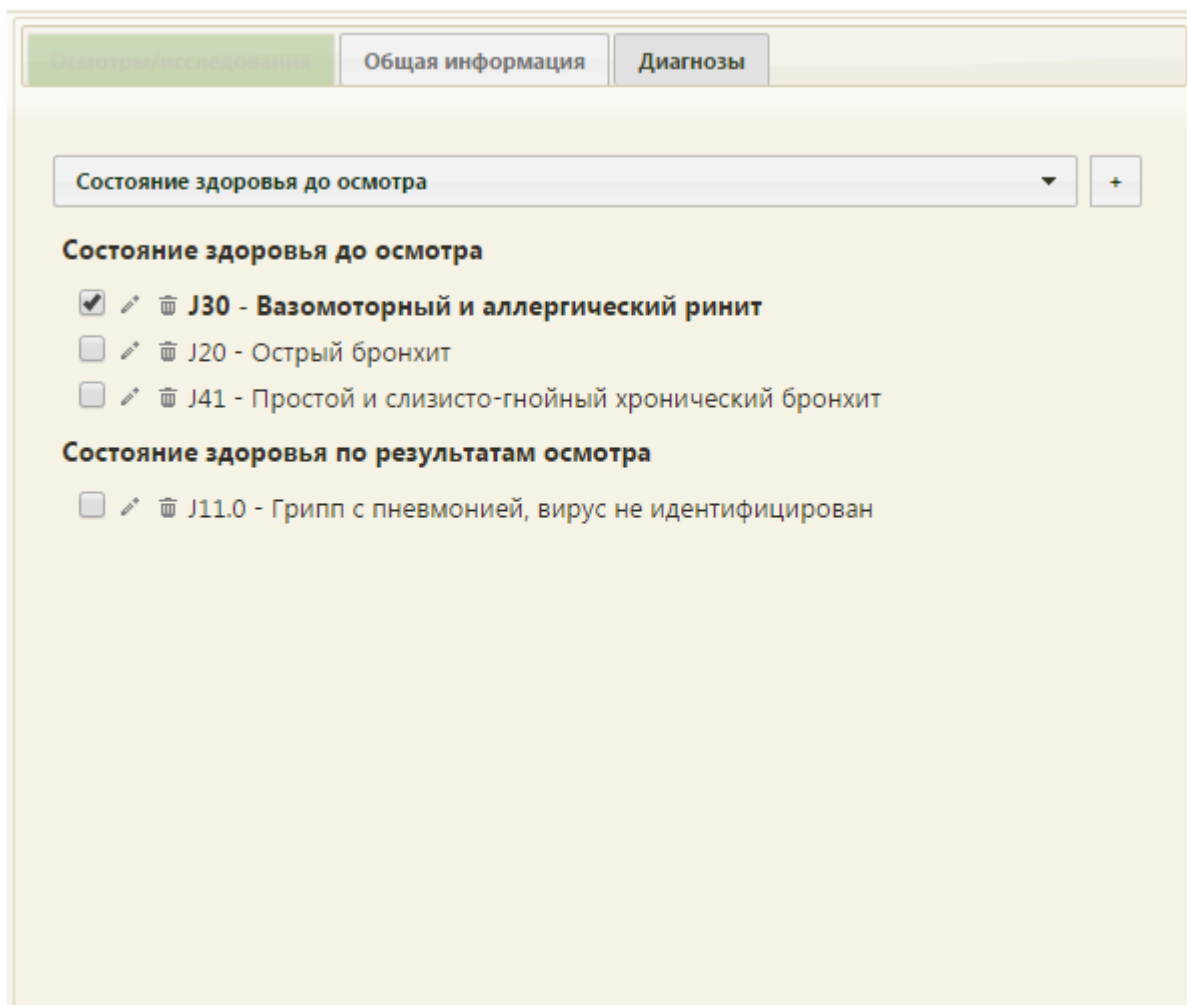 Осмотры/исследования Общая информация Диагнозы
Состояние здоровья до осмотра +
Состояние здоровья до осмотра
J30 - Вазомоторный и аллергический ринит
J20 - Острый бронхит
J41 - Простой и слизисто-гнойный хронический бронхит
Состояние здоровья по результатам осмотра
J11.0 - Грипп с пневмонией, вирус не идентифицирован